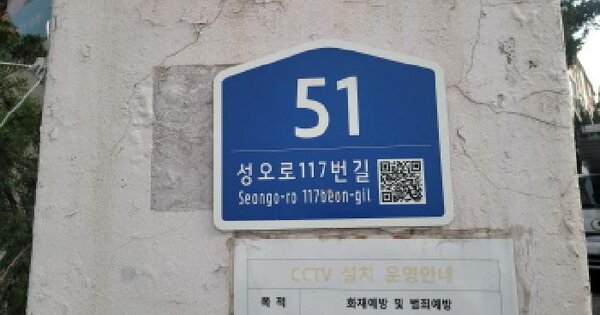 51
성오로117번길
Seongo-ro 117beon-gil
CCTV 설치 운영안내
목 적 화재예방 및 범죄예방